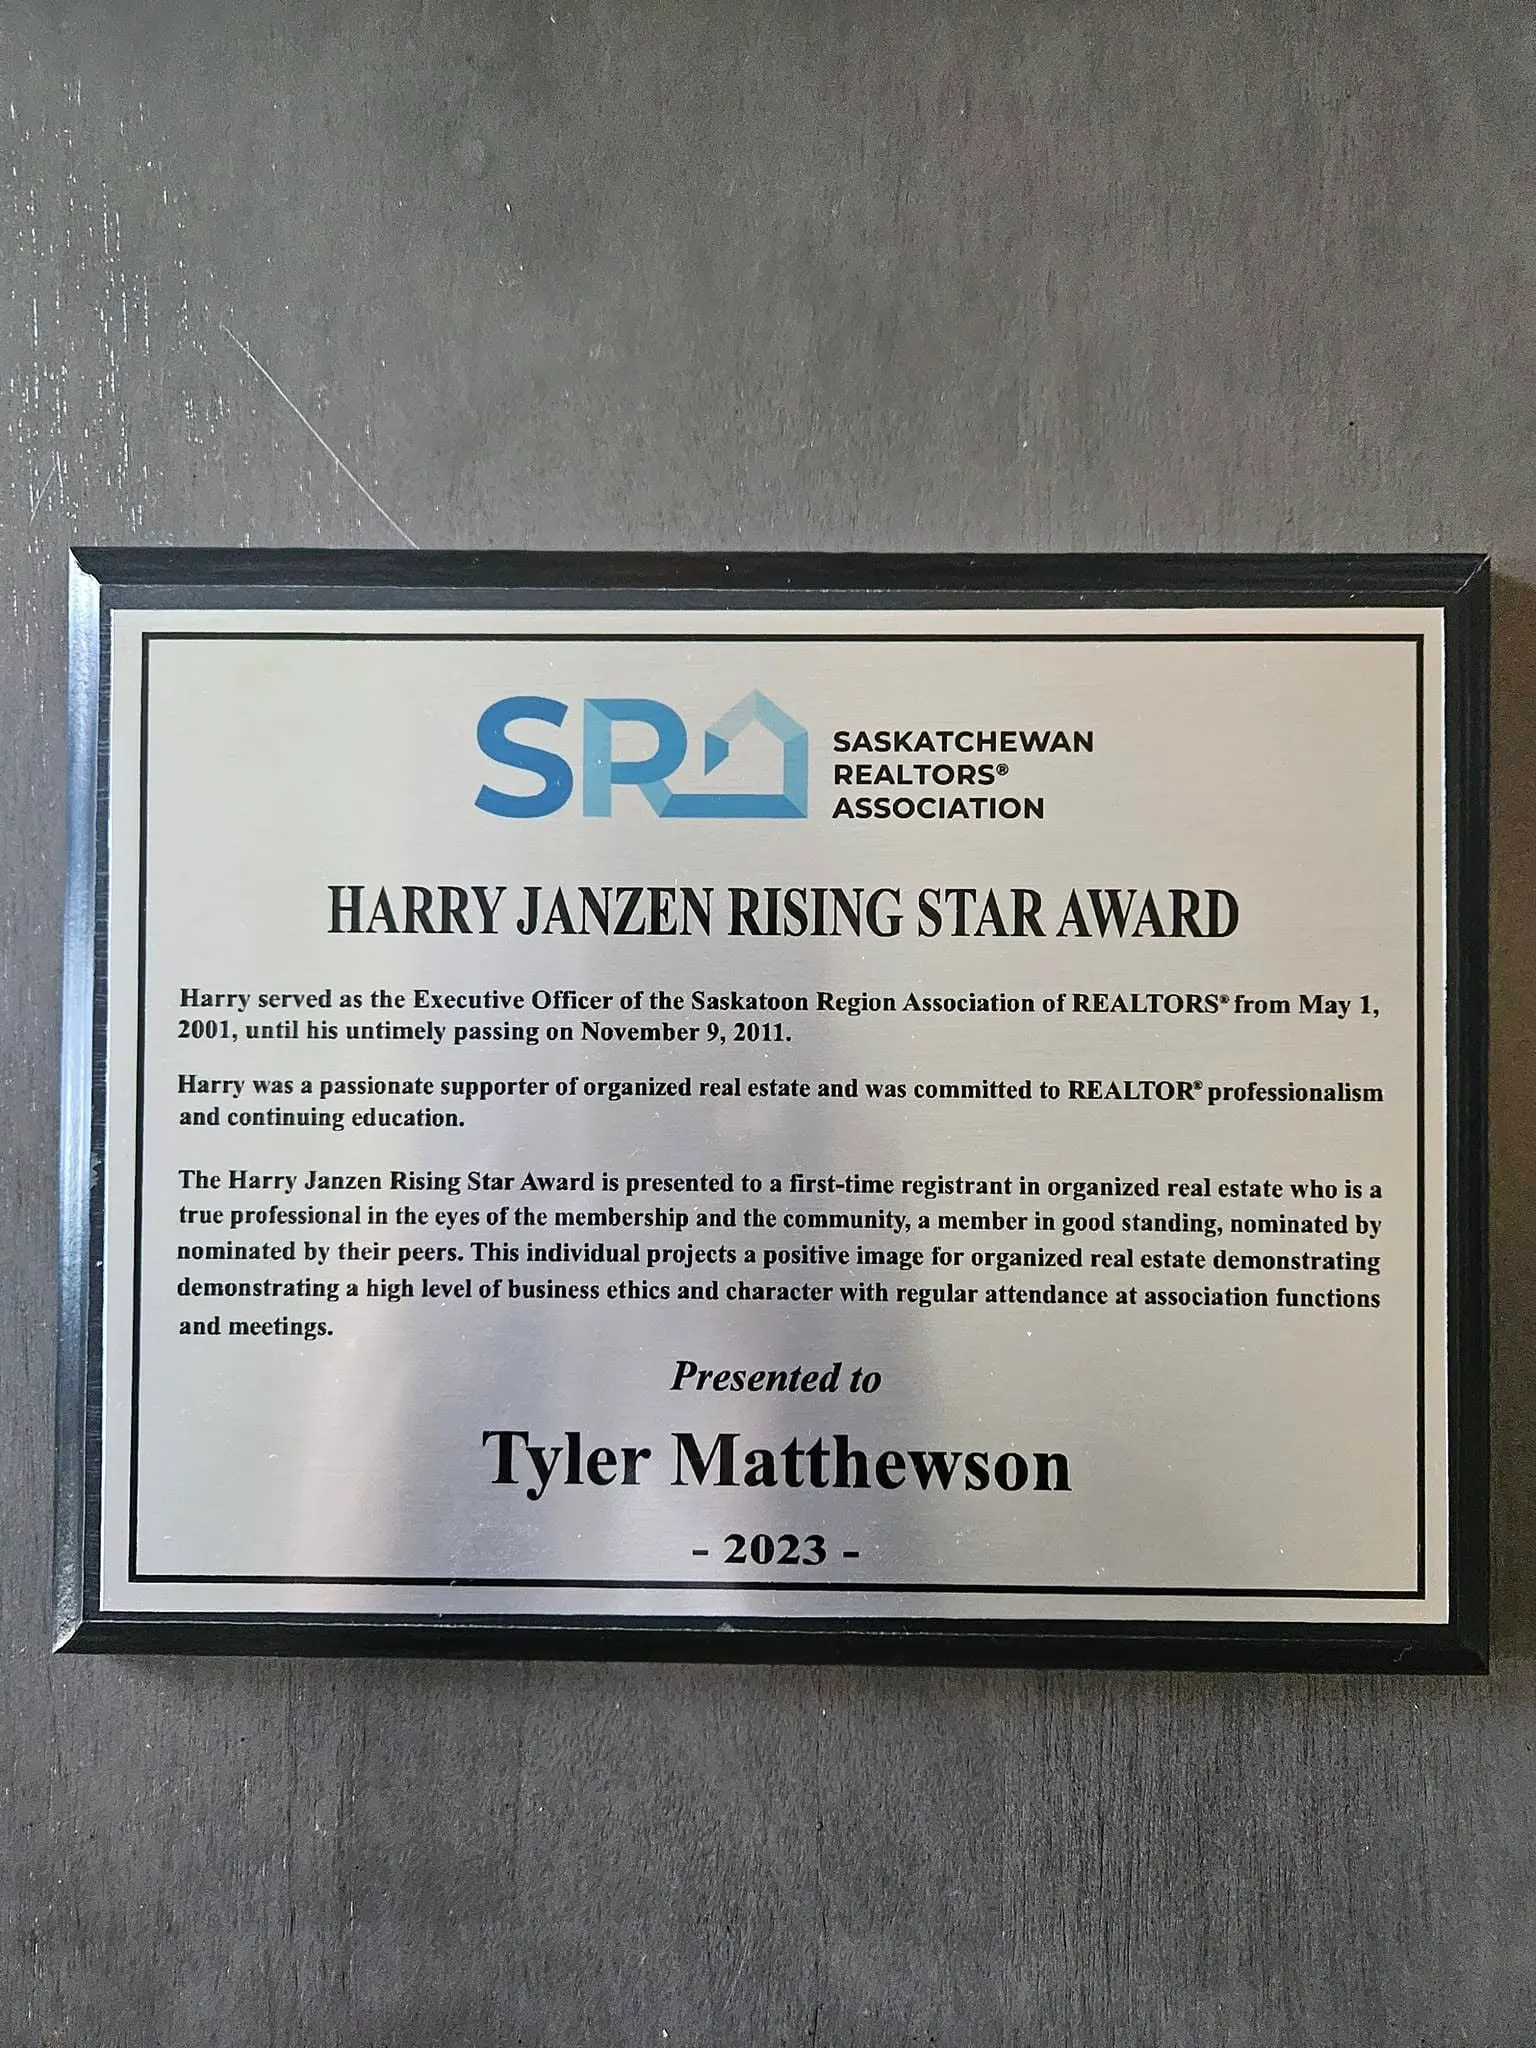 SRA
SASKATCHEWAN
REALTORS®
ASSOCIATION
HARRY JANZEN RISING STAR AWARD
Harry served as the Executive Officer of the Saskatoon Region Association of REALTORS® from May 1,
2001, until his untimely passing on November 9, 2011.
Harry was a passionate supporter of organized real estate and was committed to REALTOR® professionalism
and continuing education.
The Harry Janzen Rising Star Award is presented to a first-time registrant in organized real estate who is a
true professional in the eyes of the membership and the community, a member in good standing, nominated by
nominated by their peers. This individual projects a positive image for organized real estate demonstrating
demonstrating a high level of business ethics and character with regular attendance at association functions
and meetings.
Presented to
Tyler Matthewson
- 2023 -